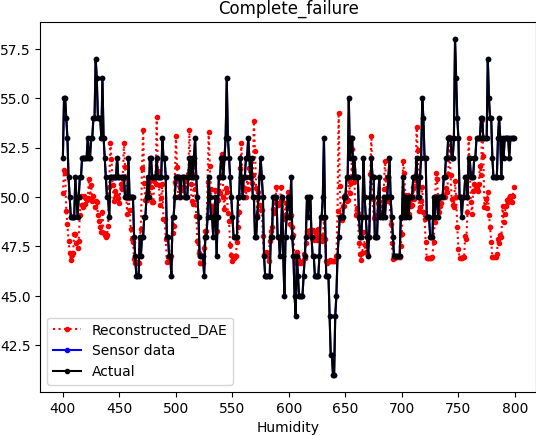 Complete_failure
57.5
55.0
52.5
50.0
47.5
45.0
42.5
Reconstructed_DAE
Sensor data
Actual
400 450 500 550 600 650 700 750 800
Humidity